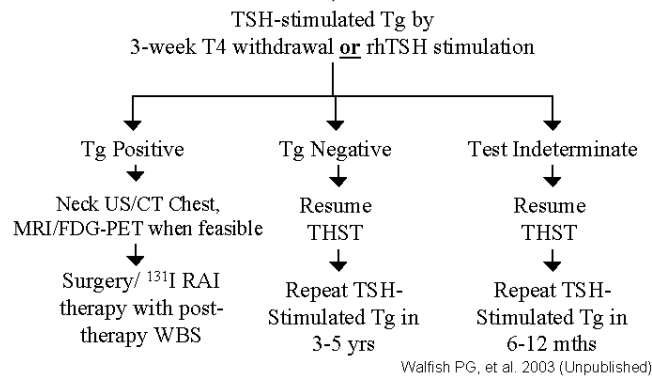 TSH-stimulated Tg by
3-week T4 withdrawal or rhTSH stimulation
Tg Positive
Neck US/CT Chest,
MRI/FDG-PET when feasible
Surgery/ ¹³¹I RAI
therapy with post-
therapy WBS
Tg Negative
Resume
THST
Repeat TSH-
Stimulated Tg in
3-5 yrs
Test Indeterminate
Resume
THST
Repeat TSH-
Stimulated Tg in
6-12 mths
Walfish PG, et al. 2003 (Unpublished)